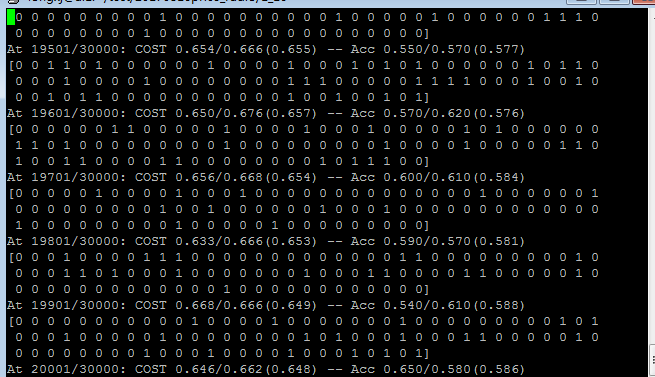 0 0 0 0 0 0 0 0 0 1 0 0 0 0 0 0 0 0 0 0 1 0 0 0 0 0 1 0 0 0 0 0 0 1 1 1 0
0 0 0 0 0 0 0 0 1 0 0 0 0 0 0 0 0 0 0 0 0 0 0 0 0 0]
At 19501/30000: COST 0.654/0.666(0.655) -- Acc 0.550/0.570(0.577)
[0 0 1 1 0 1 0 0 0 0 0 0 0 1 0 0 0 0 1 0 0 0 1 0 1 0 1 0 0 0 0 0 0 1 0 1 1 0
0 0 0 1 0 0 0 0 1 0 0 0 0 0 0 0 0 1 1 1 0 0 0 0 0 1 1 1 1 0 0 0 1 0 0 1 0
0 0 1 0 1 1 0 0 0 0 0 0 0 0 0 0 0 1 0 0 1 0 0 1 0 1]
At 19601/30000: COST 0.650/0.676(0.657) -- Acc 0.570/0.620(0.576)
[0 0 0 0 0 0 1 1 0 0 0 0 0 1 0 0 0 0 1 0 0 0 1 0 0 0 0 0 1 0 1 0 0 0 0 0 0
1 1 0 1 0 0 0 0 0 0 0 0 0 1 0 0 0 0 0 0 0 0 1 0 0 0 0 1 0 0 0 0 0 1 1 0
1 0 0 1 1 0 0 0 0 1 1 0 0 0 0 0 0 0 0 1 0 1 1 1 0 0]
At 19701/30000: COST 0.656/0.668(0.654) -- Acc 0.600/0.610(0.584)
[0 0 0 0 0 1 0 0 0 0 1 0 0 0 1 0 0 0 0 0 0 0 0 0 0 0 0 0 0 1 0 0 0 0 0 0 1
0 0 0 0 0 0 0 0 0 1 0 0 1 0 0 0 0 0 0 1 0 0 0 1 0 0 0 0 0 0 0 0 0 0 0 0 0
1 0 0 0 0 0 0 0 0 0 1 0 0 0 0 0 1 0 0 0 0 0 0 0 0 0]
At 19801/30000: COST 0.633/0.666(0.653) -- Acc 0.590/0.570(0.581)
[0 0 0 1 0 0 0 0 1 1 1 0 0 0 0 0 0 0 0 0 0 0 0 0 1 1 0 0 0 0 0 0 0 0 0 1 0
0 0 0 1 1 0 1 0 0 1 0 0 0 0 0 0 0 0 0 0 1 0 0 0 1 1 0 0 0 0 1 1 0 0 0 0 1 0
0 0 0 0 0 0 0 0 0 0 0 0 0 1 0 0 0 0 0 0 0 0 0 0 0 0]
At 19901/30000: COST 0.668/0.666(0.649) -- Acc 0.540/0.610(0.588)
[0 0 0 0 0 0 0 0 0 0 0 1 0 0 0 0 1 0 0 0 0 0 0 0 1 0 0 0 0 0 0 0 0 0 1 0 1
0 0 0 1 0 0 0 0 0 1 0 0 0 0 0 0 0 0 1 0 1 0 0 0 1 0 0 0 1 1 0 0 0 0 0 1 0
0 0 0 0 0 0 0 0 1 0 0 0 1 0 0 0 0 1 0 0 0 1 0 1 0 1]
At 20001/30000: COST 0.646/0.662(0.648) -- Acc 0.650/0.580(0.586)